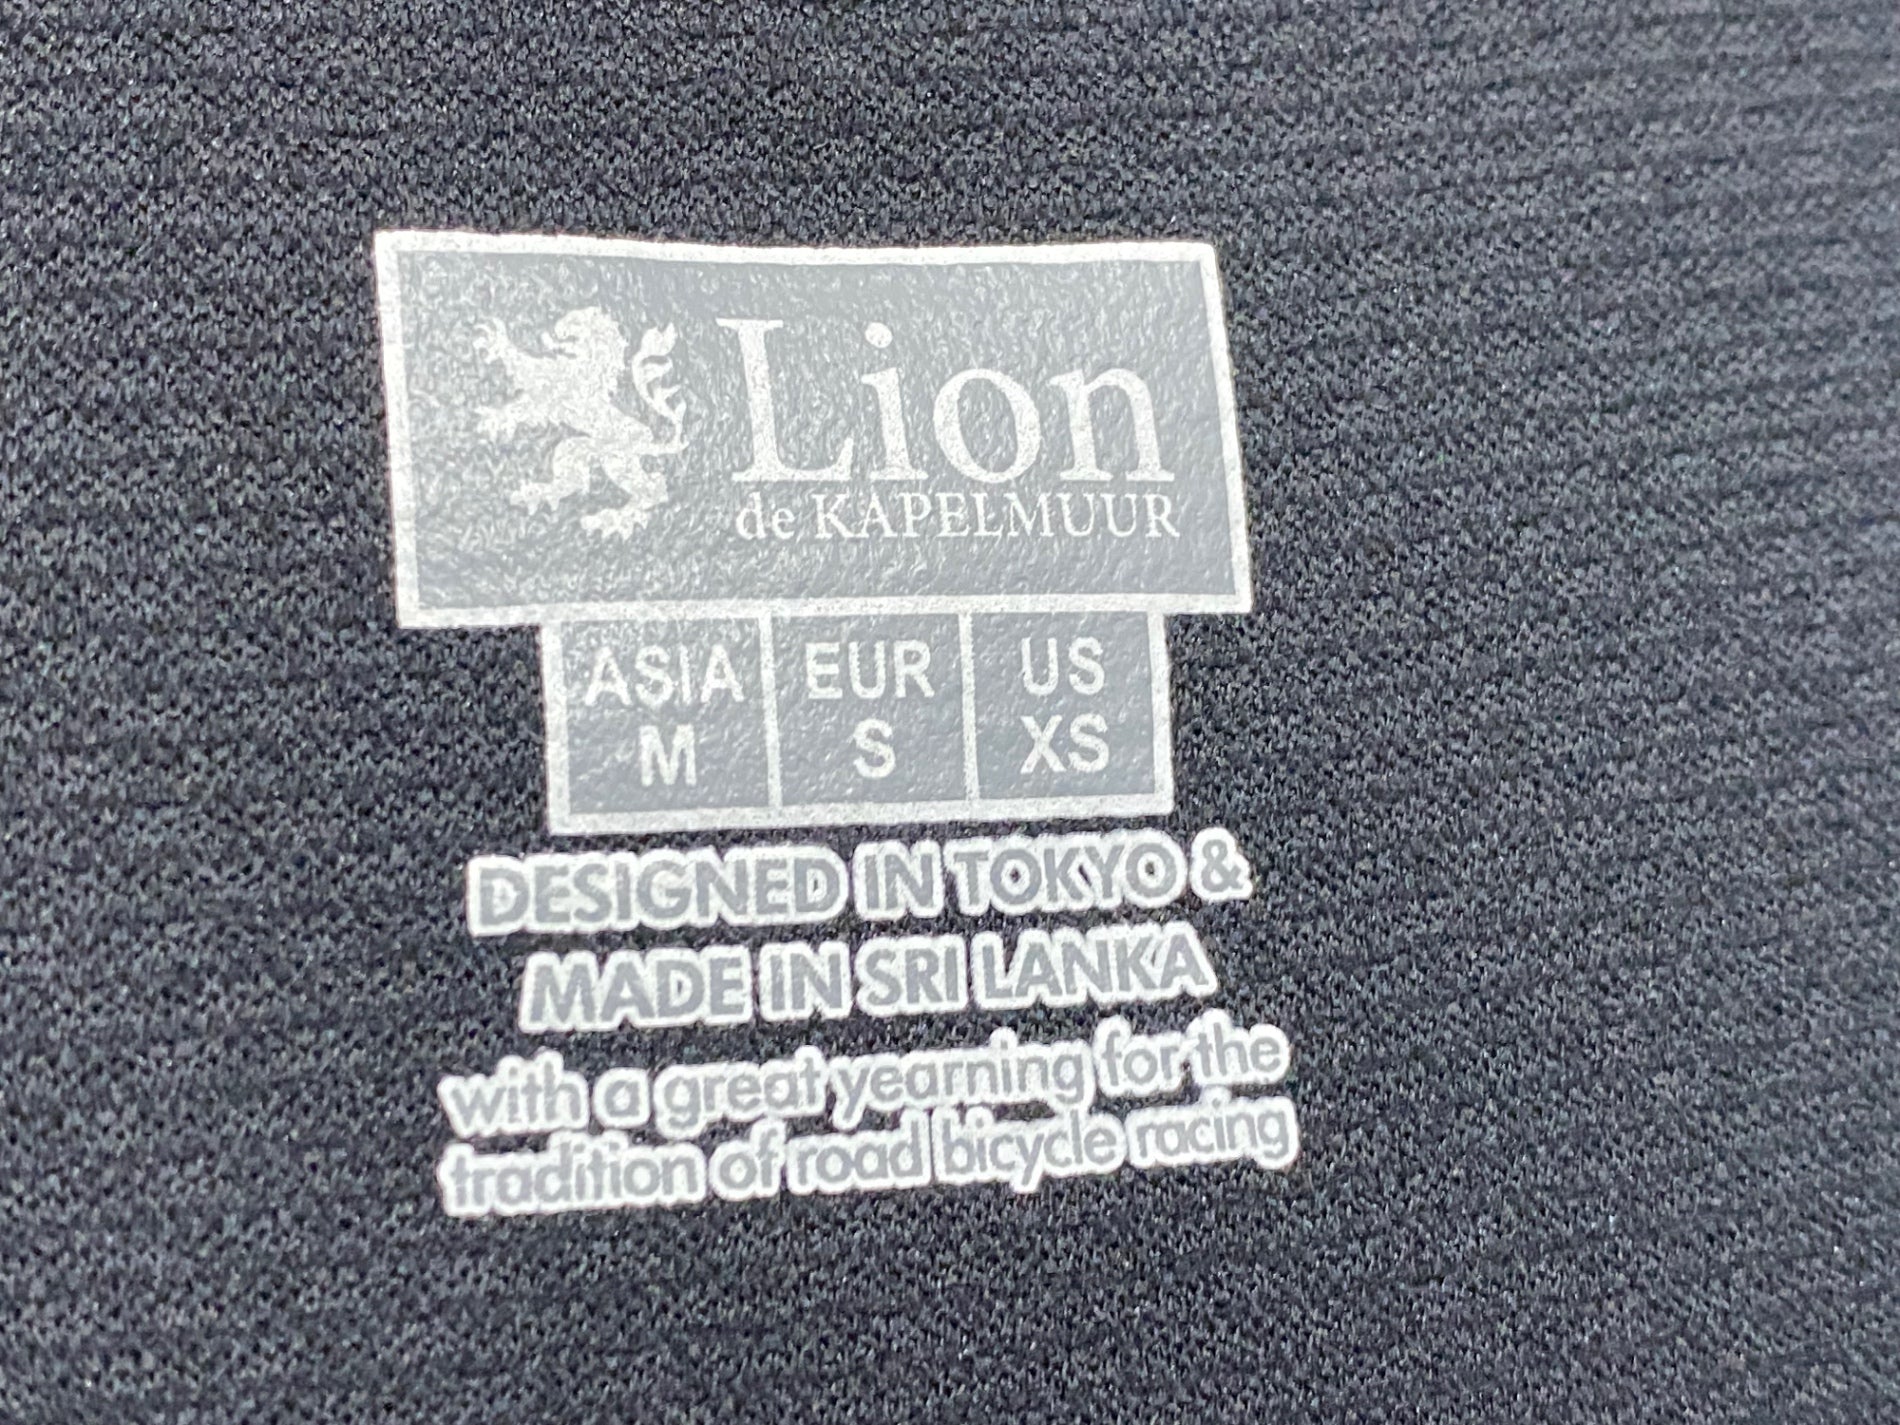 Lion
de KAPELMUUR
ASIA EUR US
M S XS
DESIGNED IN TOKYO &
MADE IN SRI LANKA
with a great yearning for the
tradition of road bicycle racing